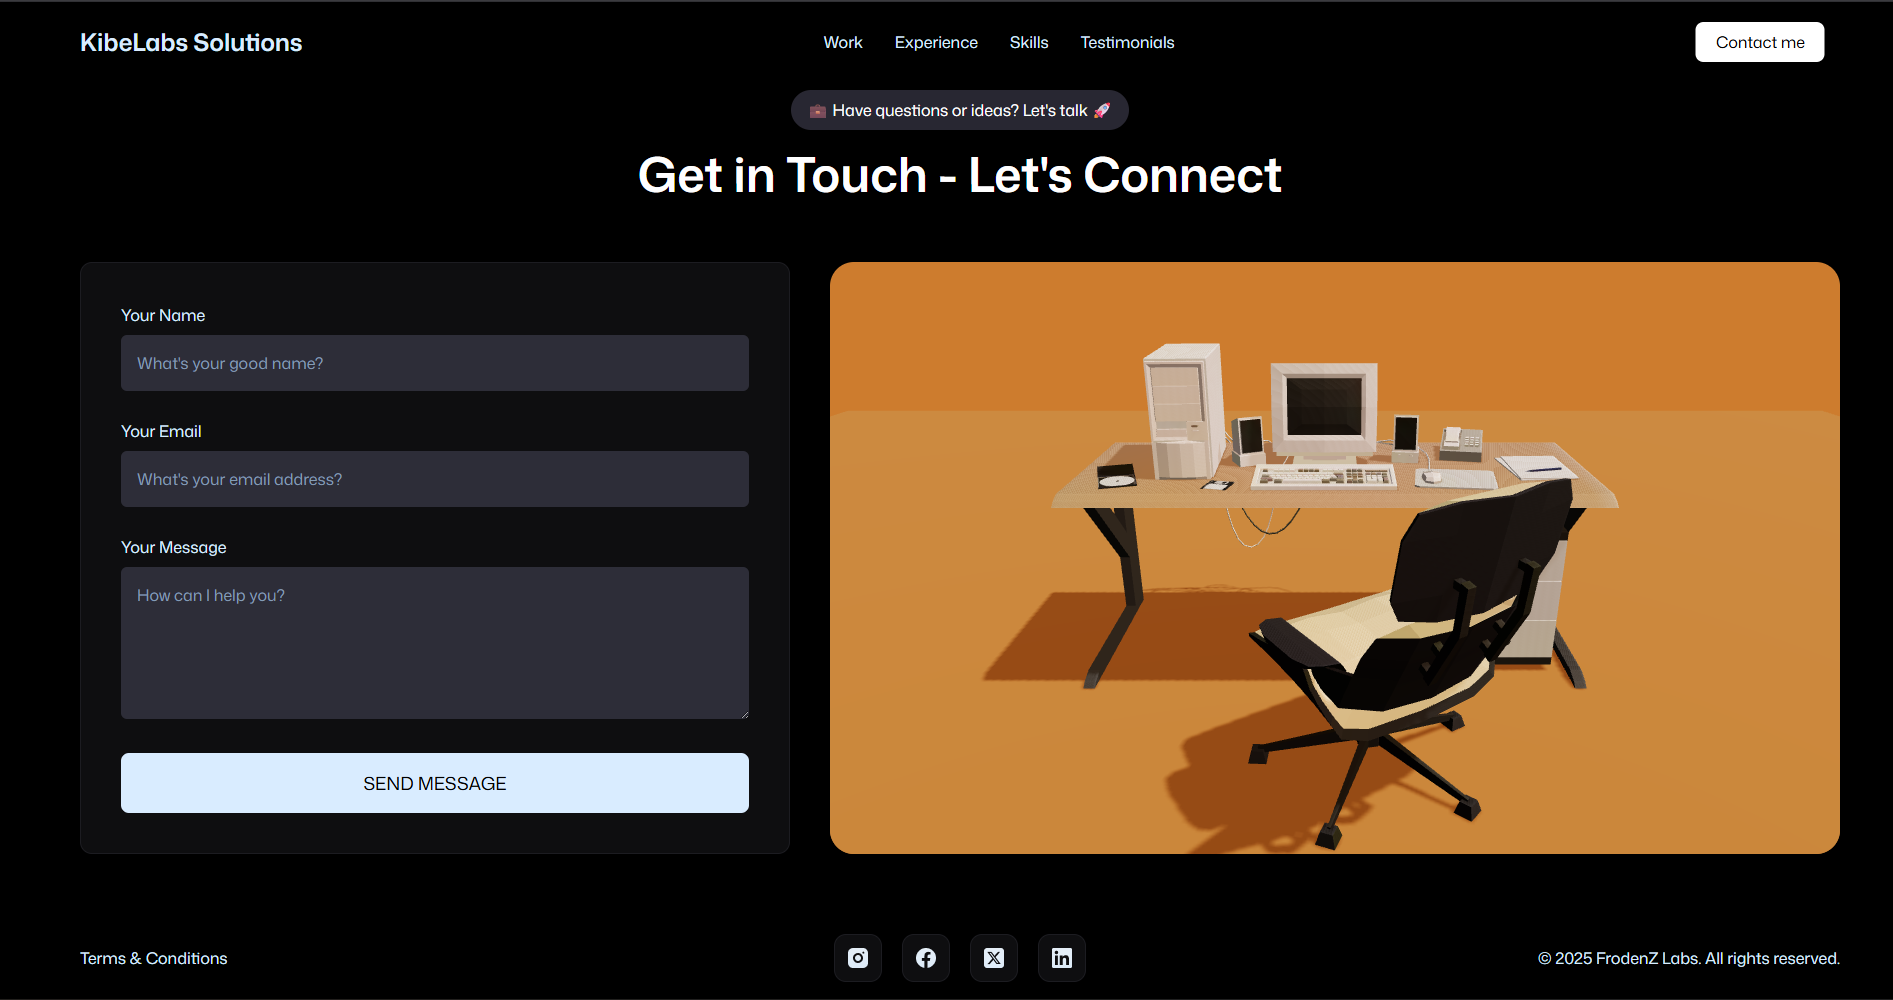 KibeLabs Solutions
Work Experience Skills Testimonials
Contact me
💼 Have questions or ideas? Let's talk 🚀
Get in Touch - Let's Connect
Your Name
What's your good name?
Your Email
What's your email address?
Your Message
How can I help you?
SEND MESSAGE
Terms & Conditions
© 2025 FrodenZ Labs. All rights reserved.